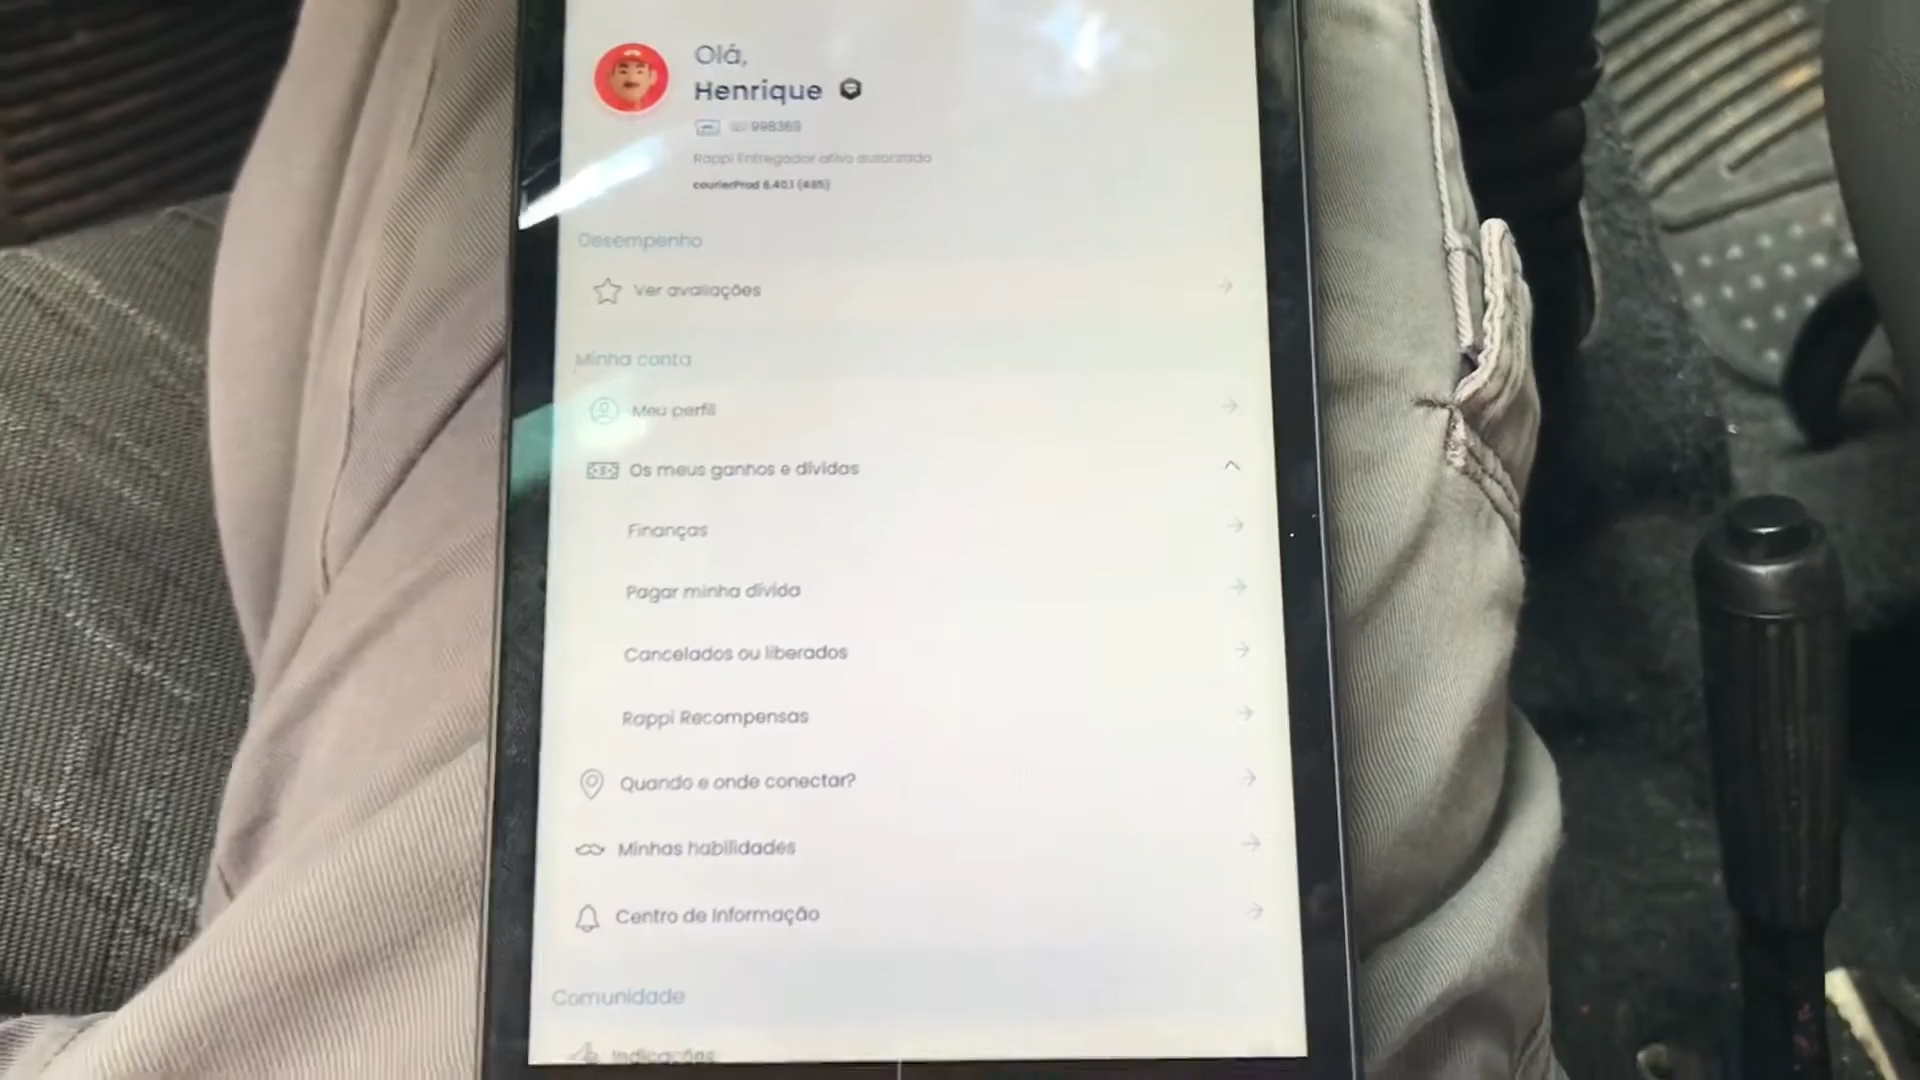 Olá,
Henrique
ID 998369
Rappi Entregador ativo autorizado
courierProd 6.40.1 (485)
Desempenho
Ver avaliações
Minha conta
Meu perfil
Os meus ganhos e dívidas
Finanças
Pagar minha dívida
Cancelados ou liberados
Rappi Recompensas
Quando e onde conectar?
Minhas habilidades
Centro de Informação
Comunidade
Indicações